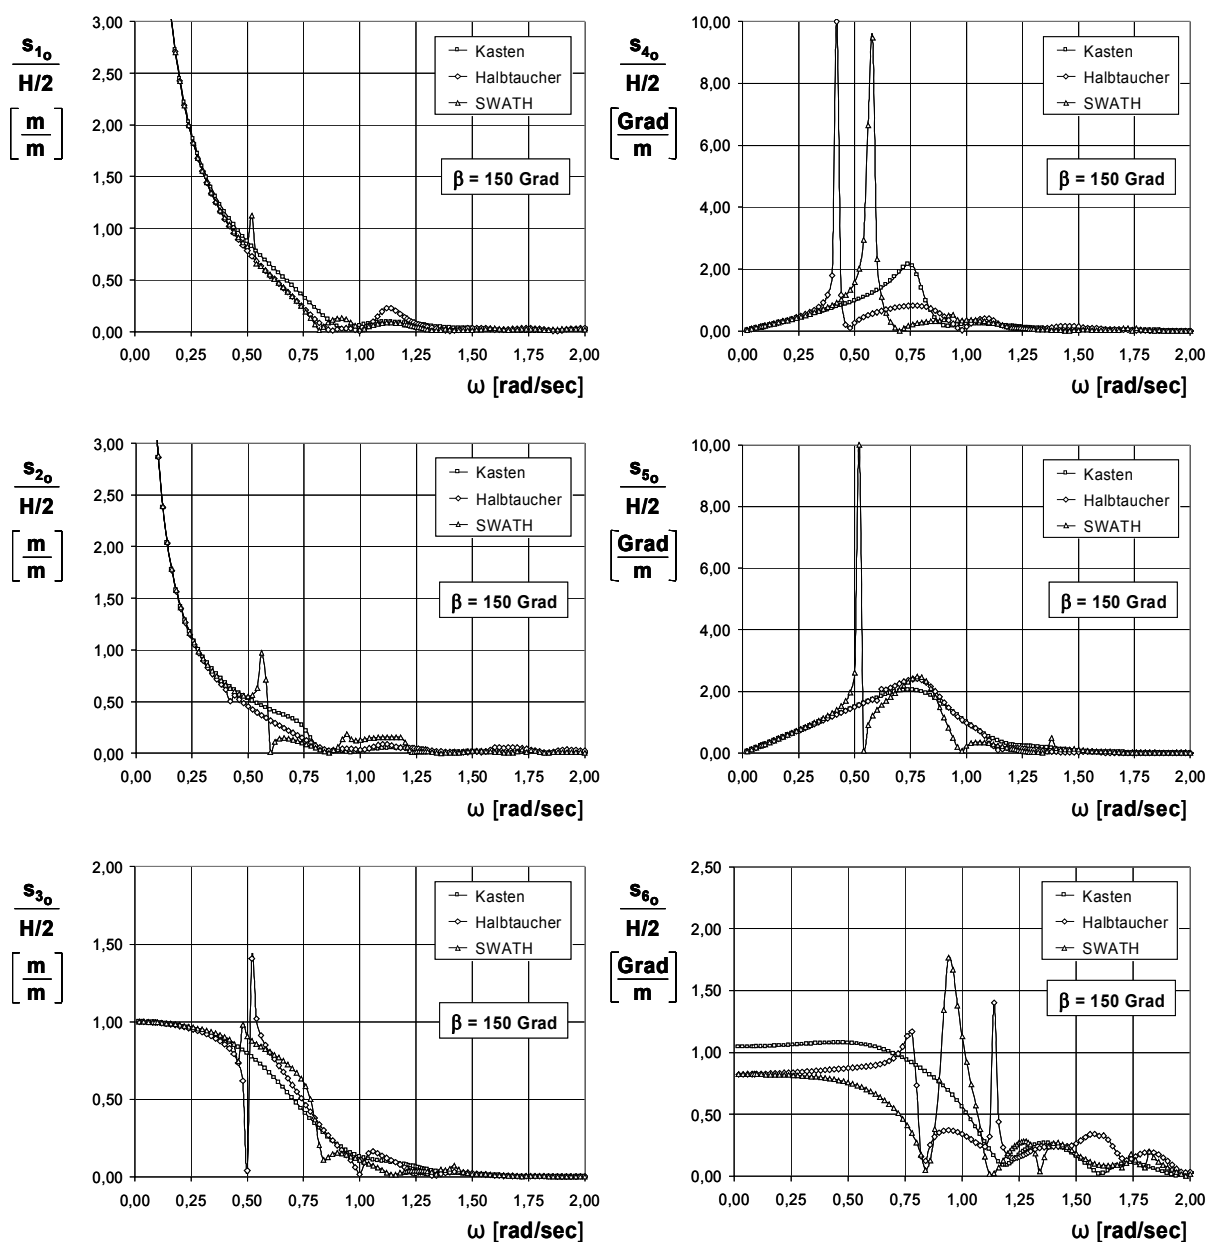 s1o
H/2
[m/m]
3,00
2,50
2,00
1,50
1,00
0,50
0,00
Kasten
Halbtaucher
SWATH
β = 150 Grad
0,00 0,25 0,50 0,75 1,00 1,25 1,50 1,75 2,00
ω [rad/sec]
s4o
H/2
[Grad/m]
10,00
8,00
6,00
4,00
2,00
0,00
Kasten
Halbtaucher
SWATH
β = 150 Grad
0,00 0,25 0,50 0,75 1,00 1,25 1,50 1,75 2,00
ω [rad/sec]
s2o
H/2
[m/m]
3,00
2,50
2,00
1,50
1,00
0,50
0,00
Kasten
Halbtaucher
SWATH
β = 150 Grad
0,00 0,25 0,50 0,75 1,00 1,25 1,50 1,75 2,00
ω [rad/sec]
s5o
H/2
[Grad/m]
10,00
8,00
6,00
4,00
2,00
0,00
Kasten
Halbtaucher
SWATH
β = 150 Grad
0,00 0,25 0,50 0,75 1,00 1,25 1,50 1,75 2,00
ω [rad/sec]
s3o
H/2
[m/m]
2,00
1,50
1,00
0,50
0,00
Kasten
Halbtaucher
SWATH
β = 150 Grad
0,00 0,25 0,50 0,75 1,00 1,25 1,50 1,75 2,00
ω [rad/sec]
s6o
H/2
[Grad/m]
2,50
2,00
1,50
1,00
0,50
0,00
Kasten
Halbtaucher
SWATH
β = 150 Grad
0,00 0,25 0,50 0,75 1,00 1,25 1,50 1,75 2,00
ω [rad/sec]